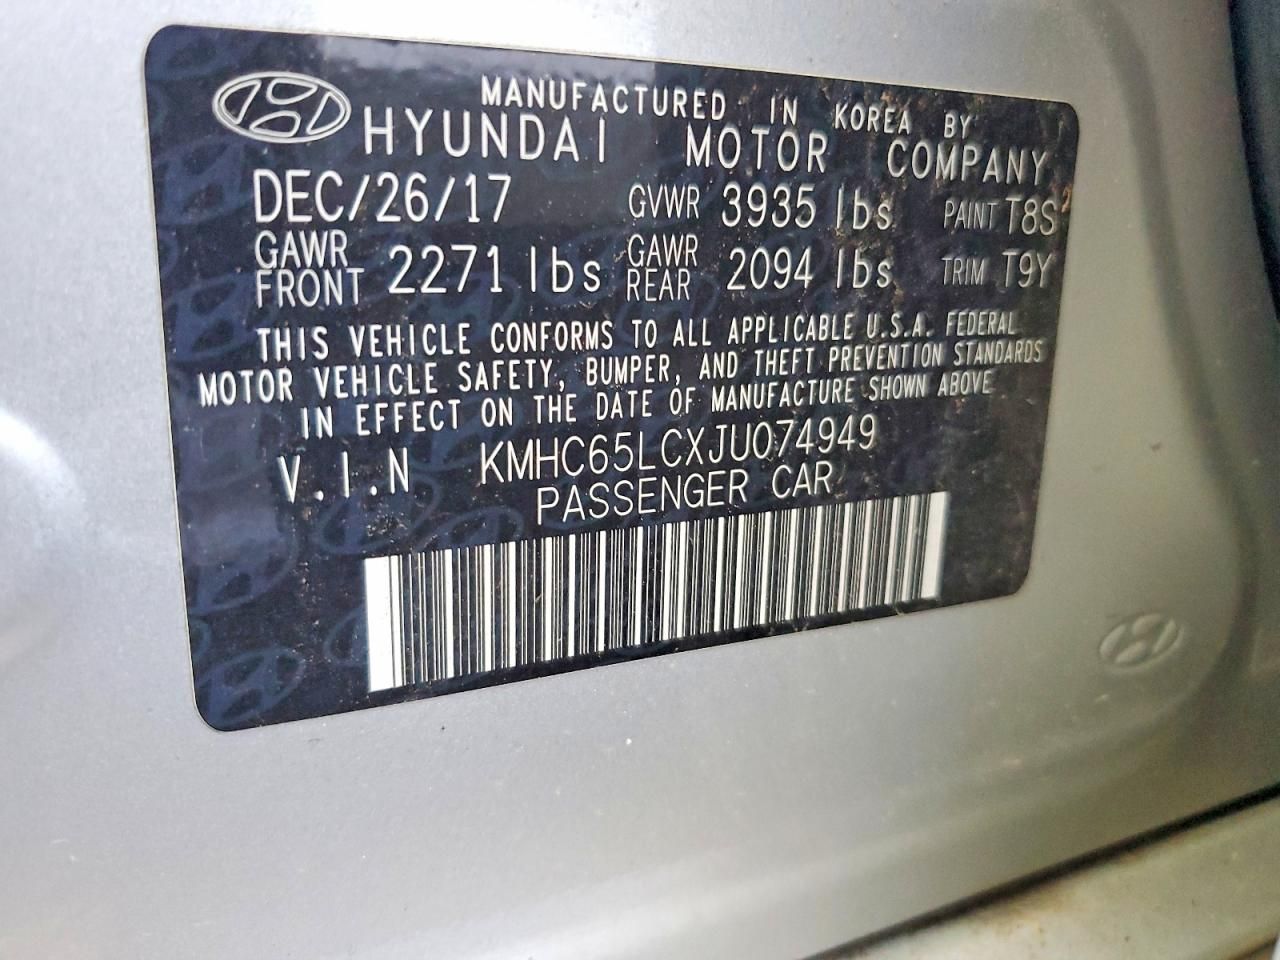 MANUFACTURED IN KOREA BY
HYUNDAI MOTOR COMPANY
DEC/26/17 GVWR 3935 lbs PAINT T8S
GAWR FRONT 2271 lbs GAWR REAR 2094 lbs TRIM T9Y
THIS VEHICLE CONFORMS TO ALL APPLICABLE U.S.A. FEDERAL
MOTOR VEHICLE SAFETY, BUMPER, AND THEFT PREVENTION STANDARDS
IN EFFECT ON THE DATE OF MANUFACTURE SHOWN ABOVE
V.I.N KMHC65LCXJU074949
PASSENGER CAR